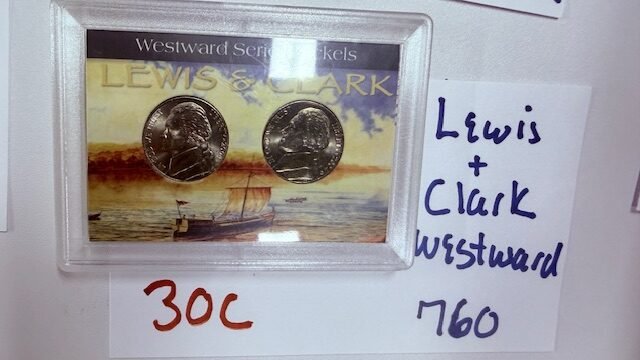 Westward Series Nickels
LEWIS & CLARK
Lewis
+
Clark
Westward
30C
760